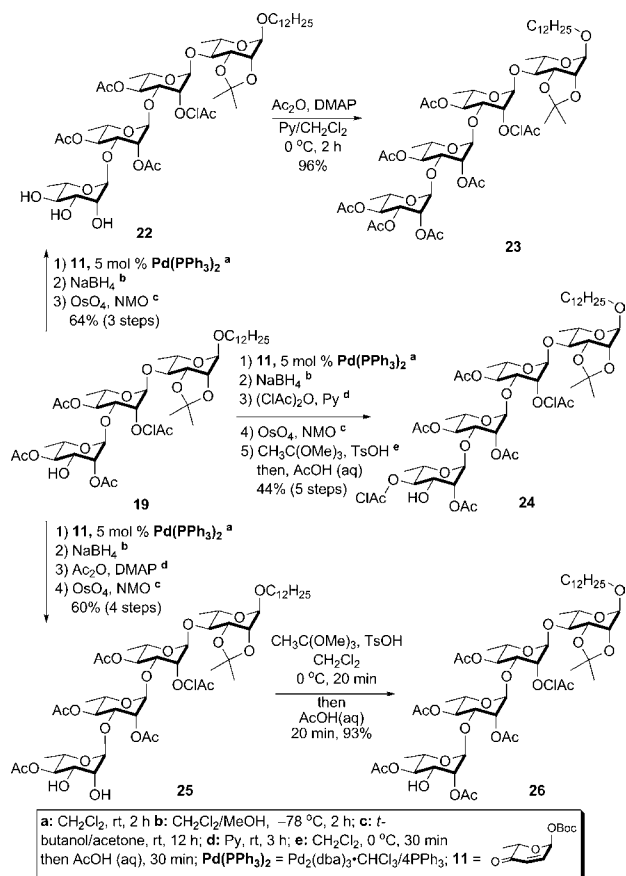 OC12H25
O
O
O
O
AcO
O
OClAc
AcO
O
OAc
HO
HO
OH
22
Ac2O, DMAP
Py/CH2Cl2
0 °C, 2 h
96%
C12H25
O
O
O
O
AcO
O
OClAc
AcO
O
OAc
AcO
AcO
OAc
23
1) 11, 5 mol % Pd(PPh3)2 a
2) NaBH4 b
3) OsO4, NMO c
64% (3 steps)
OC12H25
O
O
O
O
AcO
O
OClAc
AcO
HO
OAc
19
1) 11, 5 mol % Pd(PPh3)2 a
2) NaBH4 b
3) (ClAc)2O, Py d
4) OsO4, NMO c
5) CH3C(OMe)3, TsOH e
then, AcOH (aq)
44% (5 steps)
C12H25
O
O
O
O
AcO
O
OClAc
AcO
O
OAc
ClAcO
HO
OAc
24
1) 11, 5 mol % Pd(PPh3)2 a
2) NaBH4 b
3) Ac2O, DMAP d
4) OsO4, NMO c
60% (4 steps)
OC12H25
O
O
O
O
AcO
O
OClAc
AcO
O
OAc
AcO
HO
OH
25
CH3C(OMe)3, TsOH
CH2Cl2
0 °C, 20 min
then
AcOH(aq)
20 min, 93%
C12H25
O
O
O
O
AcO
O
OClAc
AcO
O
OAc
AcO
HO
OAc
26
a: CH2Cl2, rt, 2 h b: CH2Cl2/MeOH, –78 °C, 2 h; c: t-
butanol/acetone, rt, 12 h; d: Py, rt, 3 h; e: CH2Cl2, 0 °C, 30 min
then AcOH (aq), 30 min; Pd(PPh3)2 = Pd2(dba)3•CHCl3/4PPh3; 11 =
OBoc
O
O